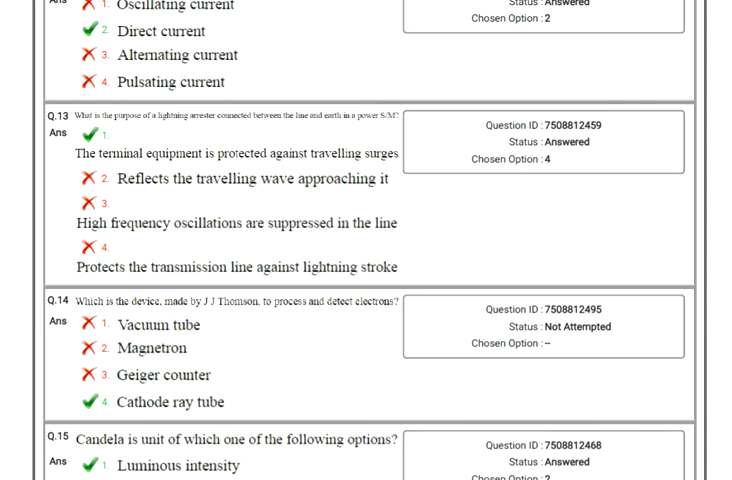 Ans 1. Oscillating current
Status : Answered
2. Direct current
Chosen Option : 2
3. Alternating current
4. Pulsating current
Q.13 What is the purpose of a lightning arrester connected between the line and earth in a power S/M?
Ans 1.
The terminal equipment is protected against travelling surges
2. Reflects the travelling wave approaching it
3.
High frequency oscillations are suppressed in the line
4.
Protects the transmission line against lightning stroke
Question ID : 7508812459
Status : Answered
Chosen Option : 4
Q.14 Which is the device, made by J J Thomson, to process and detect electrons?
Ans 1. Vacuum tube
2. Magnetron
3. Geiger counter
4. Cathode ray tube
Question ID : 7508812495
Status : Not Attempted
Chosen Option : --
Q.15 Candela is unit of which one of the following options?
Ans 1. Luminous intensity
Question ID : 7508812468
Status : Answered
Chosen Option : 2